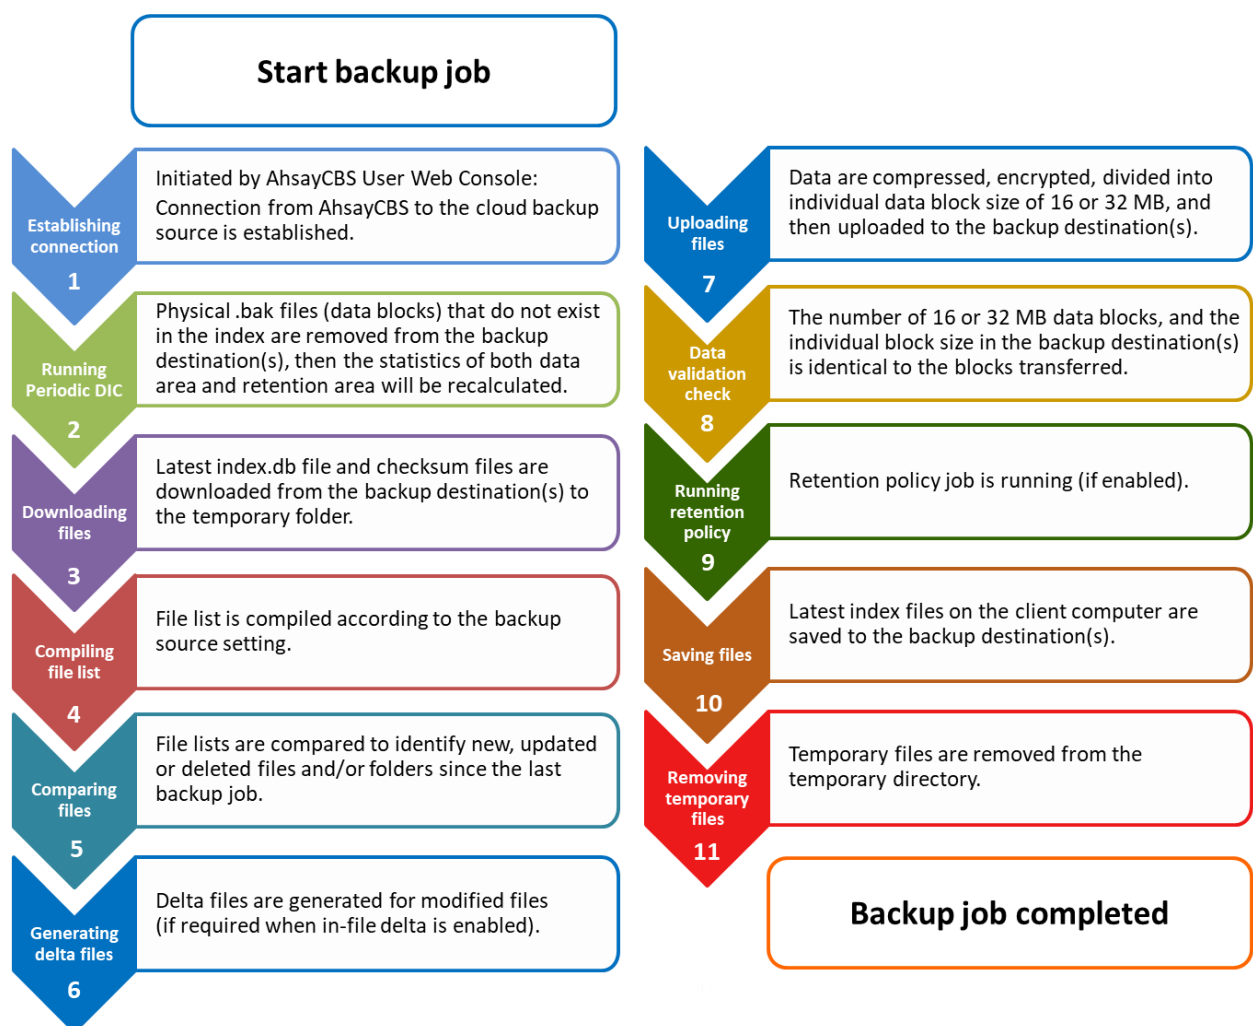 Start backup job
Establishing
connection
1
Initiated by AhsayCBS User Web Console:
Connection from AhsayCBS to the cloud backup
source is established.
Running
Periodic DIC
2
Physical .bak files (data blocks) that do not exist
in the index are removed from the backup
destination(s), then the statistics of both data
area and retention area will be recalculated.
Downloading
files
3
Latest index.db file and checksum files are
downloaded from the backup destination(s) to
the temporary folder.
Compiling
file list
4
File list is compiled according to the backup
source setting.
Comparing
files
5
File lists are compared to identify new, updated
or deleted files and/or folders since the last
backup job.
Generating
delta files
6
Delta files are generated for modified files
(if required when in-file delta is enabled).
Uploading
files
7
Data are compressed, encrypted, divided into
individual data block size of 16 or 32 MB, and
then uploaded to the backup destination(s).
Data
validation
check
8
The number of 16 or 32 MB data blocks, and the
individual block size in the backup destination(s)
is identical to the blocks transferred.
Running
retention
policy
9
Retention policy job is running (if enabled).
Saving files
10
Latest index files on the client computer are
saved to the backup destination(s).
Removing
temporary
files
11
Temporary files are removed from the
temporary directory.
Backup job completed